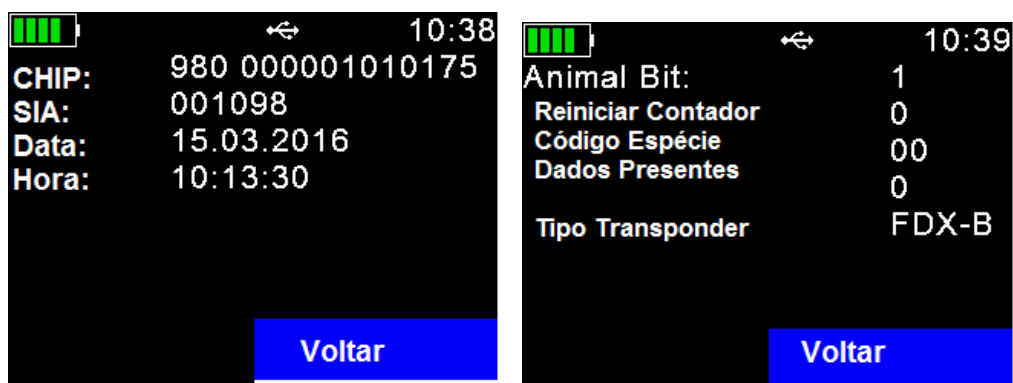 10:38
CHIP: 980 000001010175
SIA: 001098
Data: 15.03.2016
Hora: 10:13:30
Voltar
10:39
Animal Bit: 1
Reiniciar Contador 0
Código Espécie 00
Dados Presentes 0
Tipo Transponder FDX-B
Voltar